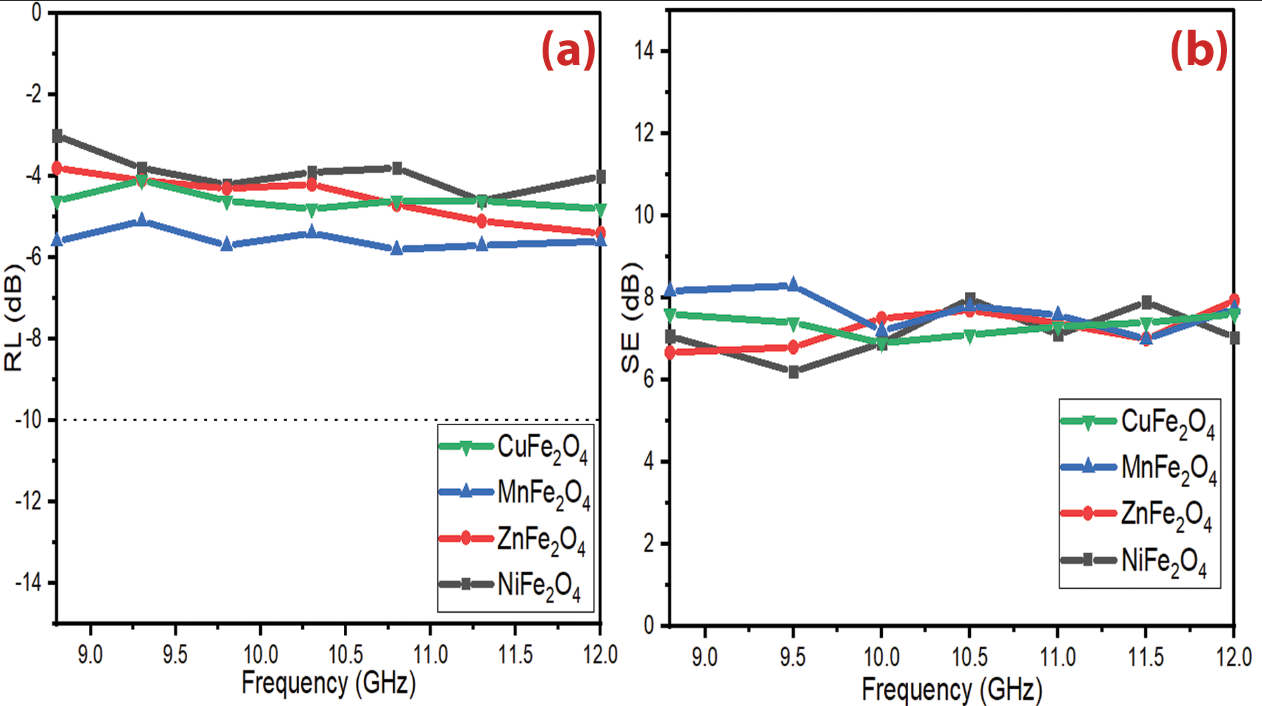 (a)
0
-2
-4
-6
-8
-10
-12
-14
RL (dB)
CuFe₂O₄
MnFe₂O₄
ZnFe₂O₄
NiFe₂O₄
9.0 9.5 10.0 10.5 11.0 11.5 12.0
Frequency (GHz)
(b)
14
12
10
8
6
4
2
0
SE (dB)
CuFe₂O₄
MnFe₂O₄
ZnFe₂O₄
NiFe₂O₄
9.0 9.5 10.0 10.5 11.0 11.5 12.0
Frequency (GHz)